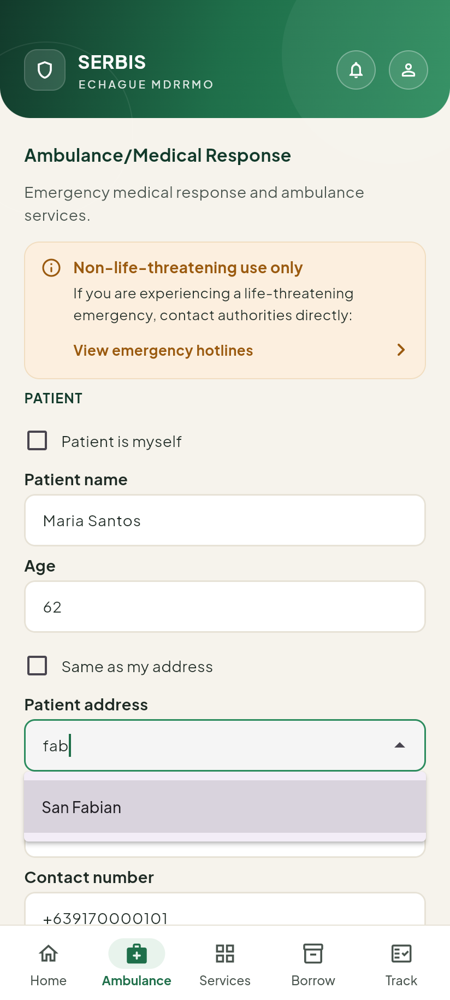 SERBIS
ECHAGUE MDRRMO
Ambulance/Medical Response
Emergency medical response and ambulance
services.
Non-life-threatening use only
If you are experiencing a life-threatening
emergency, contact authorities directly:
View emergency hotlines
PATIENT
Patient is myself
Patient name
Maria Santos
Age
62
Same as my address
Patient address
fab
San Fabian
Contact number
+639170000101
Home
Ambulance
Services
Borrow
Track